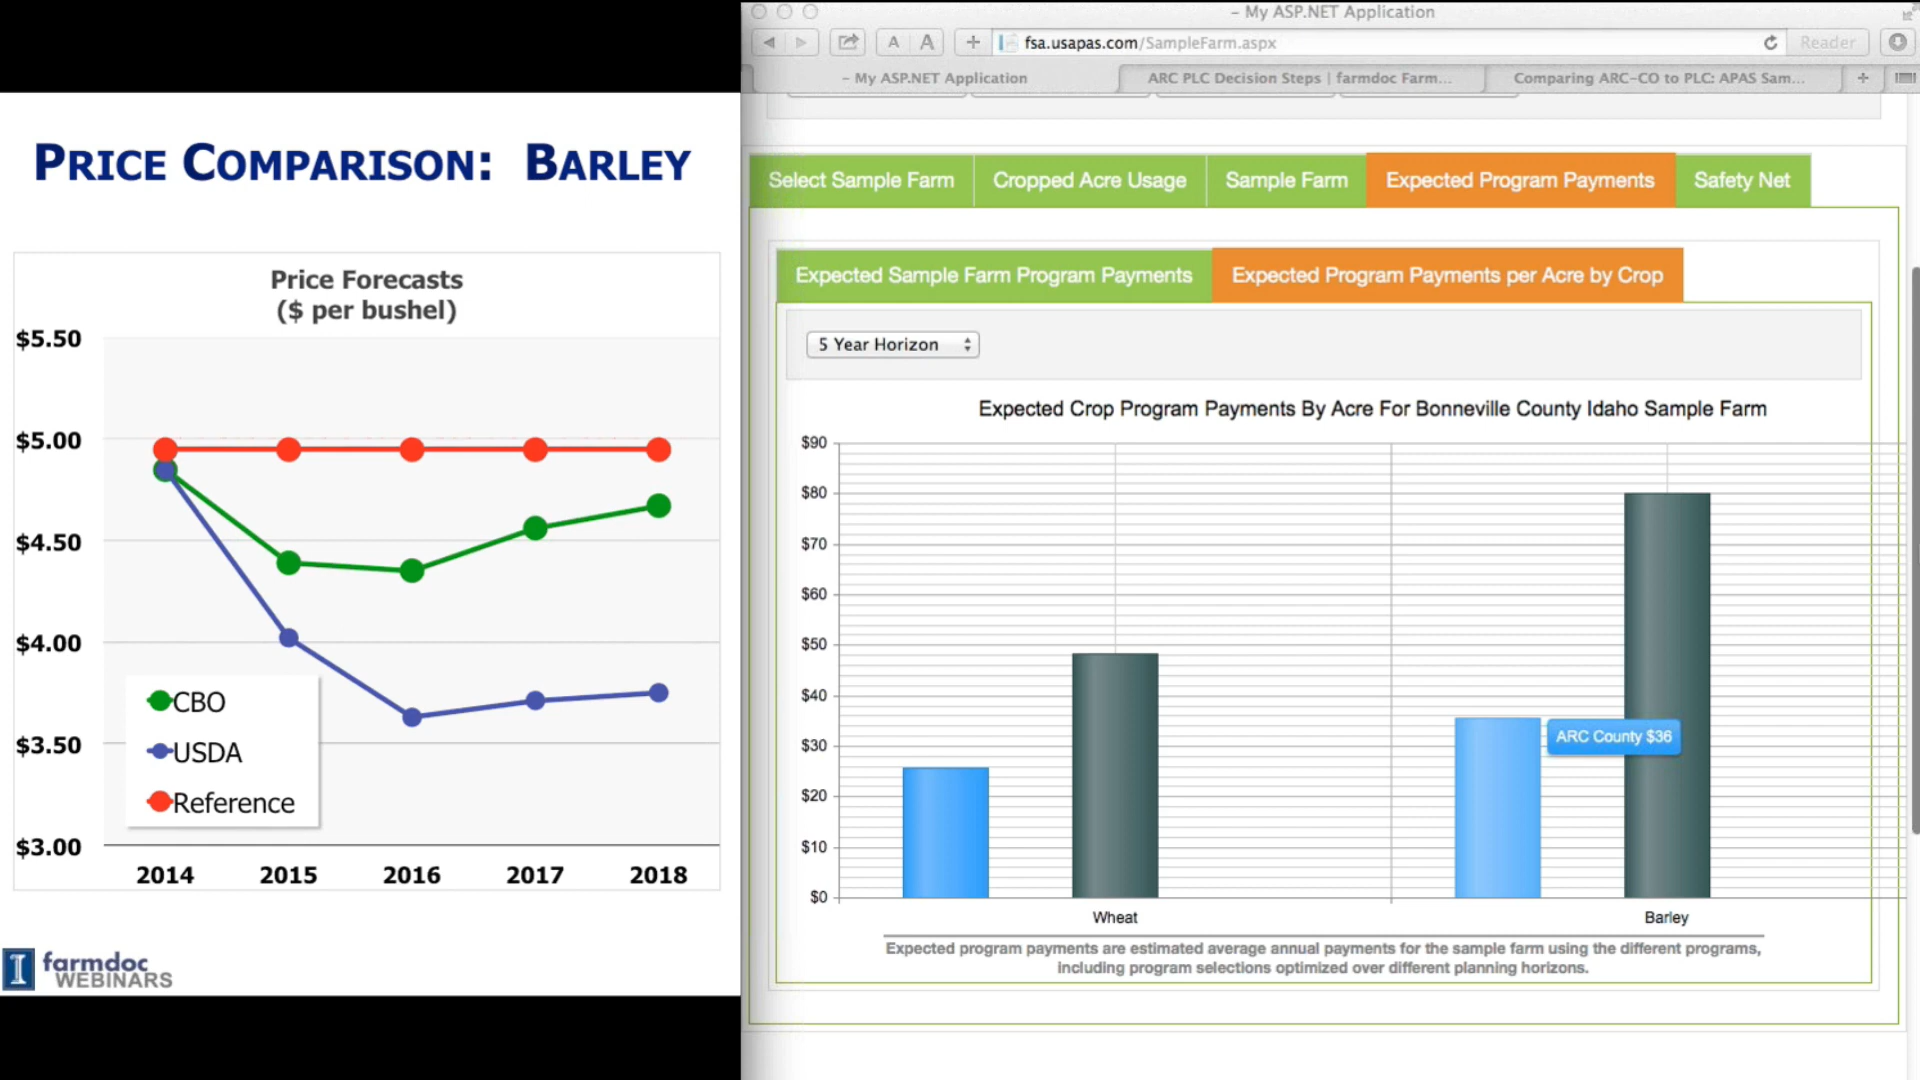 PRICE COMPARISON: BARLEY
Price Forecasts
($ per bushel)
$5.50
$5.00
$4.50
$4.00
$3.50
$3.00
CBO
USDA
Reference
2014 2015 2016 2017 2018
I farmdoc
WEBINARS
– My ASP.NET Application
A A + fsa.usapas.com/SampleFarm.aspx Reader
– My ASP.NET Application ARC PLC Decision Steps | farmdoc Farm... Comparing ARC-CO to PLC: APAS Sam... +
Select Sample Farm Cropped Acre Usage Sample Farm Expected Program Payments Safety Net
Expected Sample Farm Program Payments Expected Program Payments per Acre by Crop
5 Year Horizon
Expected Crop Program Payments By Acre For Bonneville County Idaho Sample Farm
$90
$80
$70
$60
$50
$40
$30
$20
$10
$0
ARC County $36
Wheat Barley
Expected program payments are estimated average annual payments for the sample farm using the different programs,
including program selections optimized over different planning horizons.